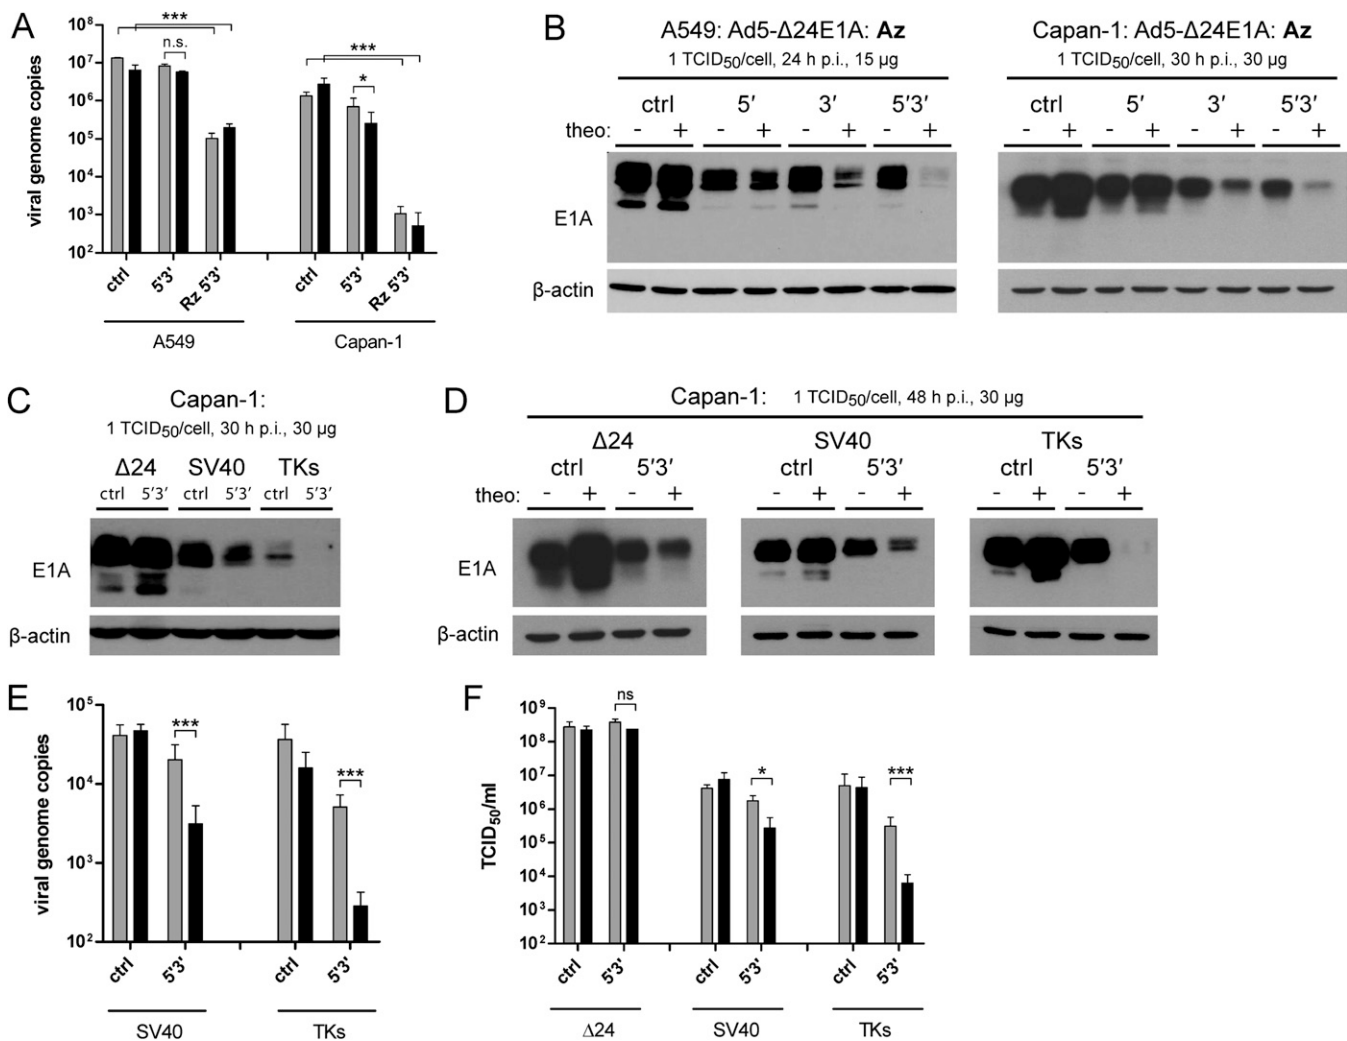 A
viral genome copies
10⁸
10⁷
10⁶
10⁵
10⁴
10³
10²
***
n.s.
***
*
ctrl
5'3'
Rz 5'3'
ctrl
5'3'
Rz 5'3'
A549
Capan-1
B
A549: Ad5-Δ24E1A: Az
1 TCID₅₀/cell, 24 h p.i., 15 µg
ctrl 5′ 3′ 5′3′
theo: - + - + - + - +
E1A
β-actin
Capan-1: Ad5-Δ24E1A: Az
1 TCID₅₀/cell, 30 h p.i., 30 µg
ctrl 5′ 3′ 5′3′
- + - + - + - +
C
Capan-1:
1 TCID₅₀/cell, 30 h p.i., 30 µg
Δ24 SV40 TKs
ctrl 5′3′ ctrl 5′3′ ctrl 5′3′
E1A
β-actin
D
Capan-1: 1 TCID₅₀/cell, 48 h p.i., 30 µg
Δ24 SV40 TKs
ctrl 5′3′ ctrl 5′3′ ctrl 5′3′
theo: - + - + - + - + - + - +
E1A
β-actin
E
viral genome copies
10⁵
10⁴
10³
10²
***
***
ctrl
5'3'
ctrl
5'3'
SV40
TKs
F
TCID₅₀/ml
10⁹
10⁸
10⁷
10⁶
10⁵
10⁴
10³
10²
ns
*
***
ctrl
5'3'
ctrl
5'3'
ctrl
5'3'
Δ24
SV40
TKs